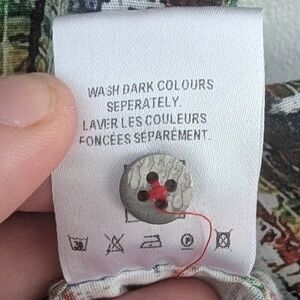 WASH DARK COLOURS
SEPERATELY.
LAVER LES COULEURS
FONCÉES SÉPARÉMENT.